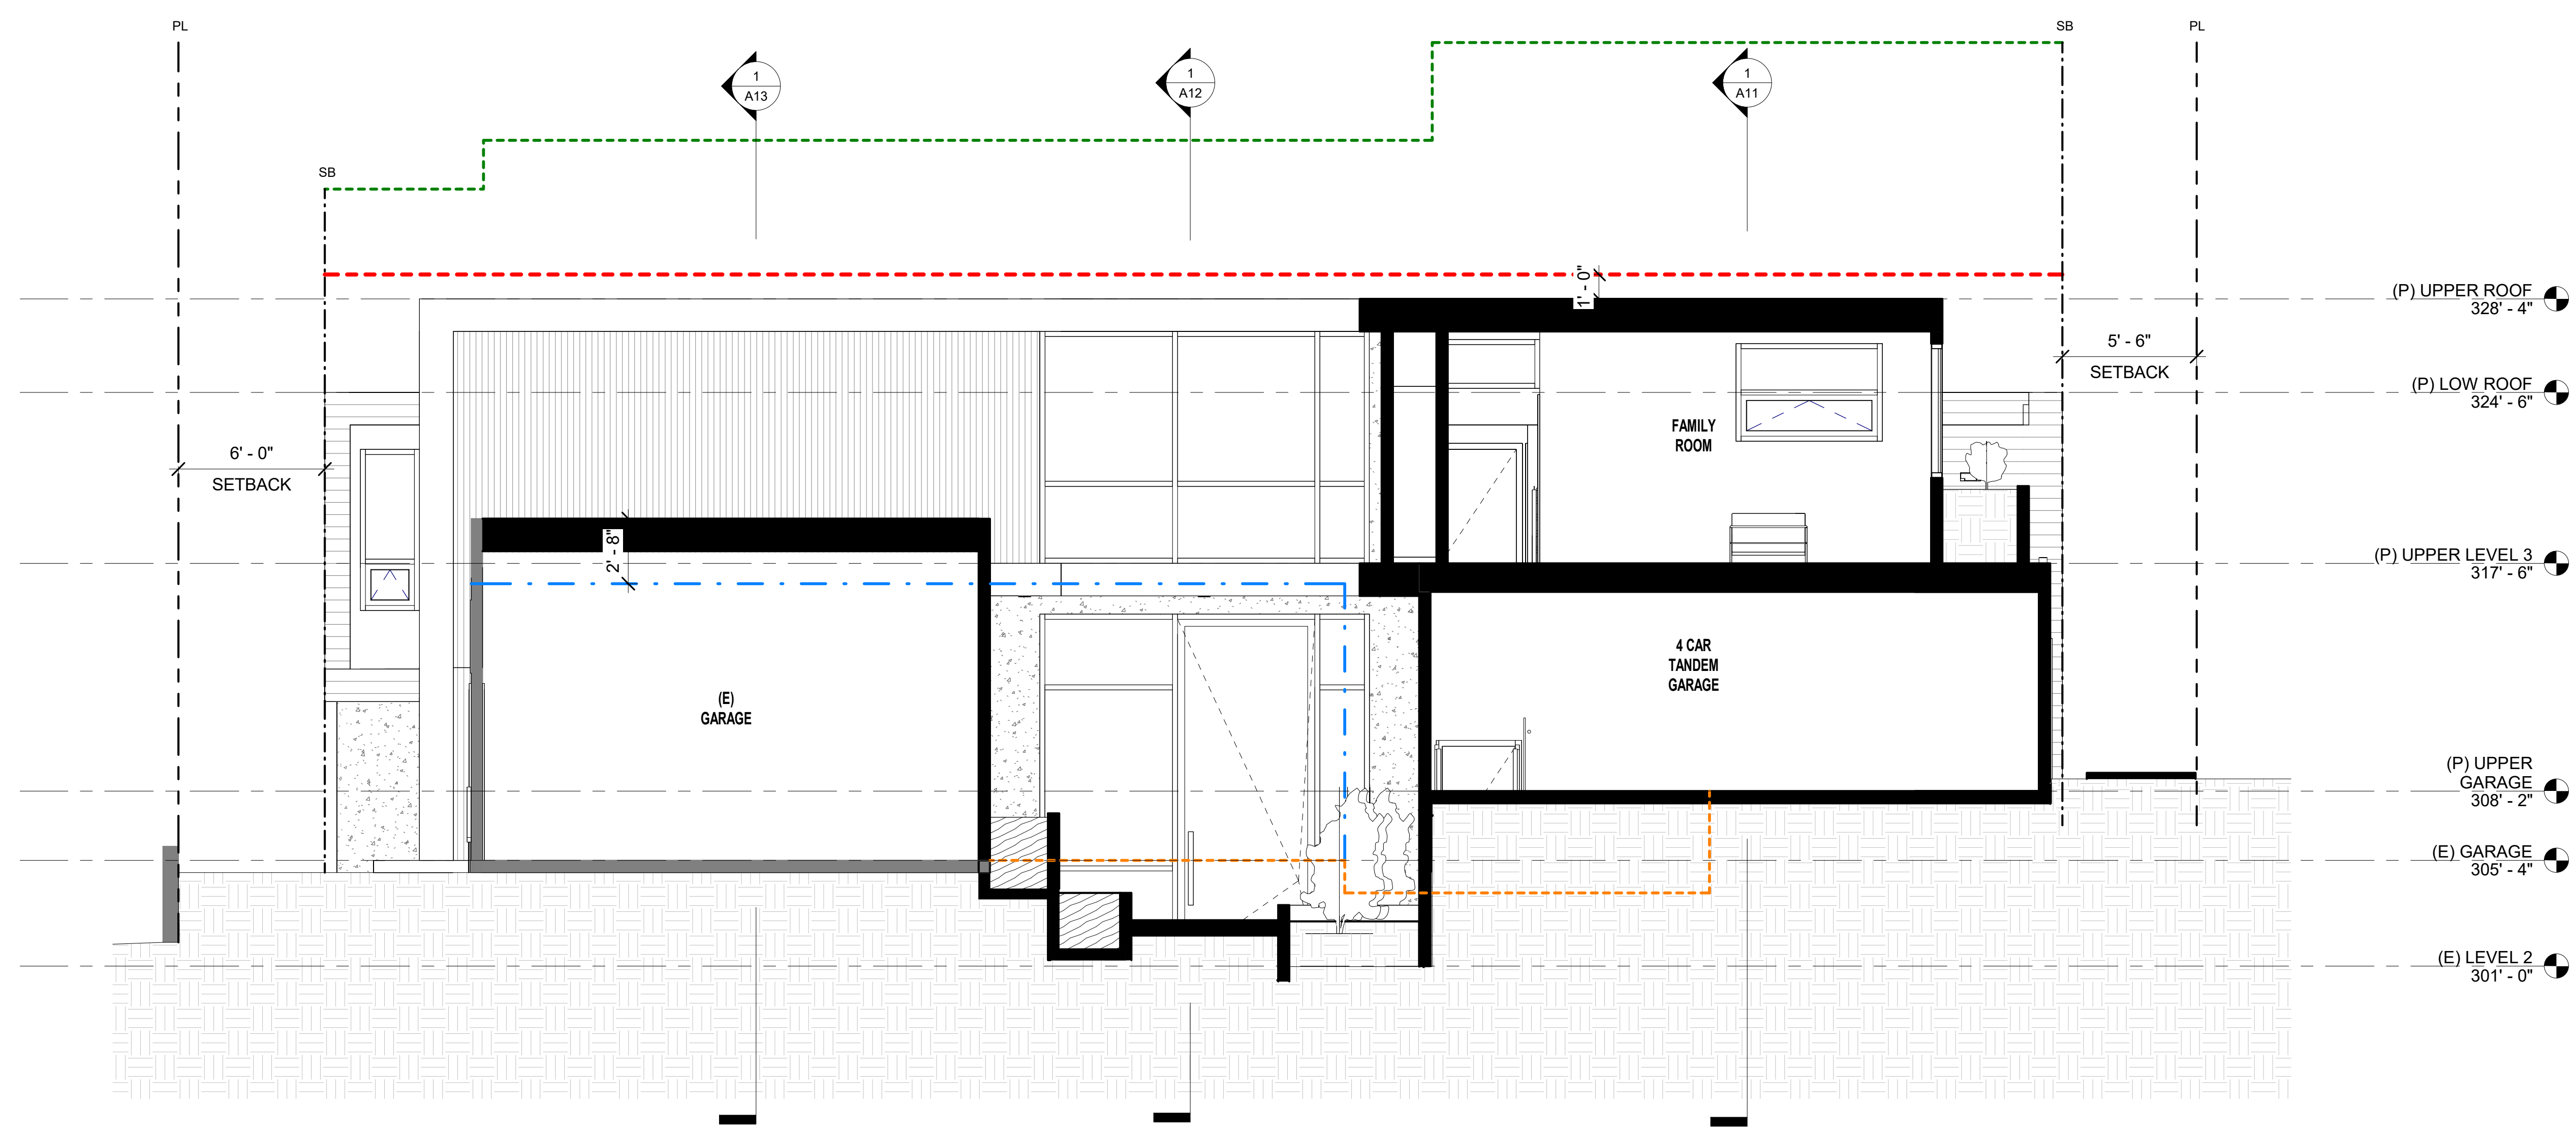 PL
SB
PL
1
A13
1
A12
1
A11
SB
1' - 0"
(P) UPPER ROOF
328' - 4"
5' - 6"
SETBACK
(P) LOW ROOF
324' - 6"
FAMILY
ROOM
6' - 0"
SETBACK
2' - 8"
(P) UPPER LEVEL 3
317' - 6"
4 CAR
TANDEM
GARAGE
(E)
GARAGE
(P) UPPER
GARAGE
308' - 2"
(E) GARAGE
305' - 4"
(E) LEVEL 2
301' - 0"